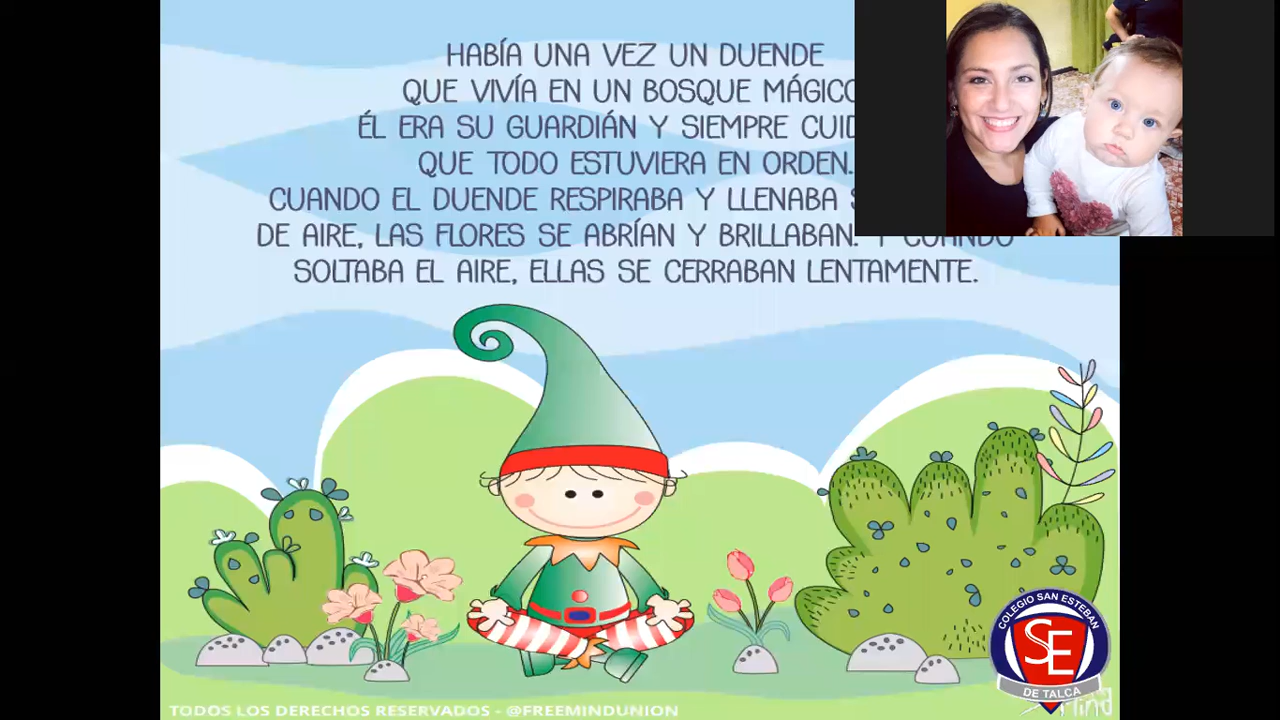 HABÍA UNA VEZ UN DUENDE
QUE VIVÍA EN UN BOSQUE MÁGICO
ÉL ERA SU GUARDIÁN Y SIEMPRE
QUE TODO ESTUVIERA EN ORDEN.
CUANDO EL DUENDE RESPIRABA Y LLENABA
DE AIRE, LAS FLORES SE ABRÍAN Y BRILLABAN. Y CUANDO
SOLTABA EL AIRE, ELLAS SE CERRABAN LENTAMENTE.
COLEGIO SAN ESTEBAN
SE
DE TALCA
TODOS LOS DERECHOS RESERVADOS - @FREEMINDUNION